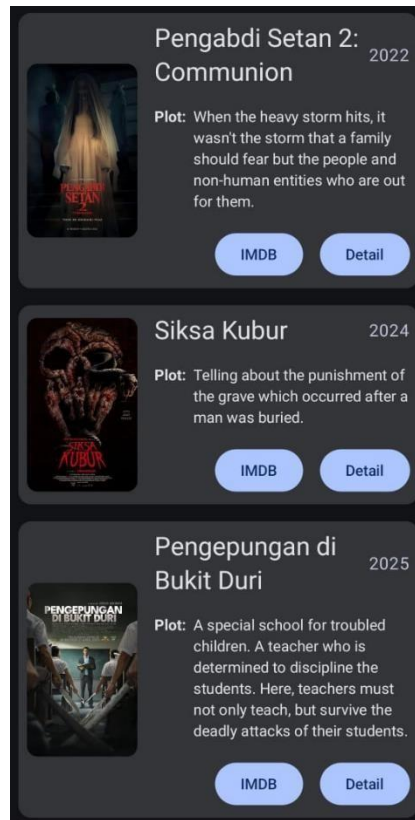 Pengabdi Setan 2:
Communion
2022
Plot: When the heavy storm hits, it
wasn't the storm that a family
should fear but the people and
non-human entities who are out
for them.
PENGABDI
SETAN
2
IMDB
Detail
Siksa Kubur
2024
Plot: Telling about the punishment of
the grave which occurred after a
man was buried.
SIKSA
KUBUR
IMDB
Detail
Pengepungan di
Bukit Duri
2025
PENGEPUNGAN
DI BUKIT DURI
Plot: A special school for troubled
children. A teacher who is
determined to discipline the
students. Here, teachers must
not only teach, but survive the
deadly attacks of their students.
IMDB
Detail